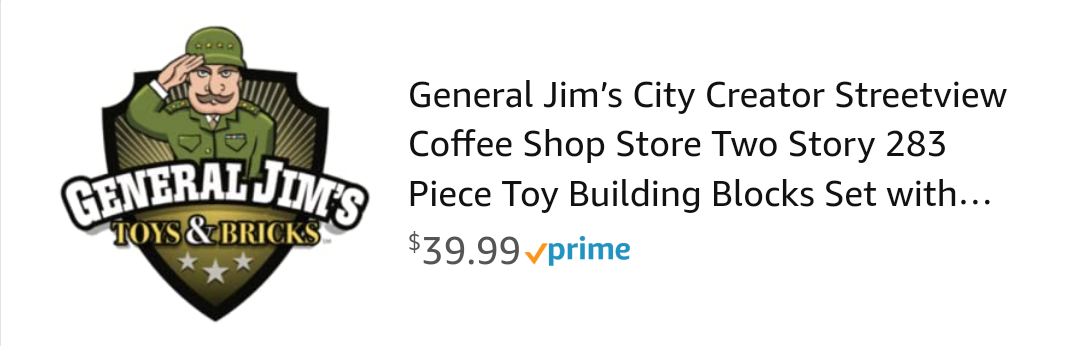 GENERAL JIM'S
TOYS & BRICKS
General Jim’s City Creator Streetview
Coffee Shop Store Two Story 283
Piece Toy Building Blocks Set with…
$39.99 prime